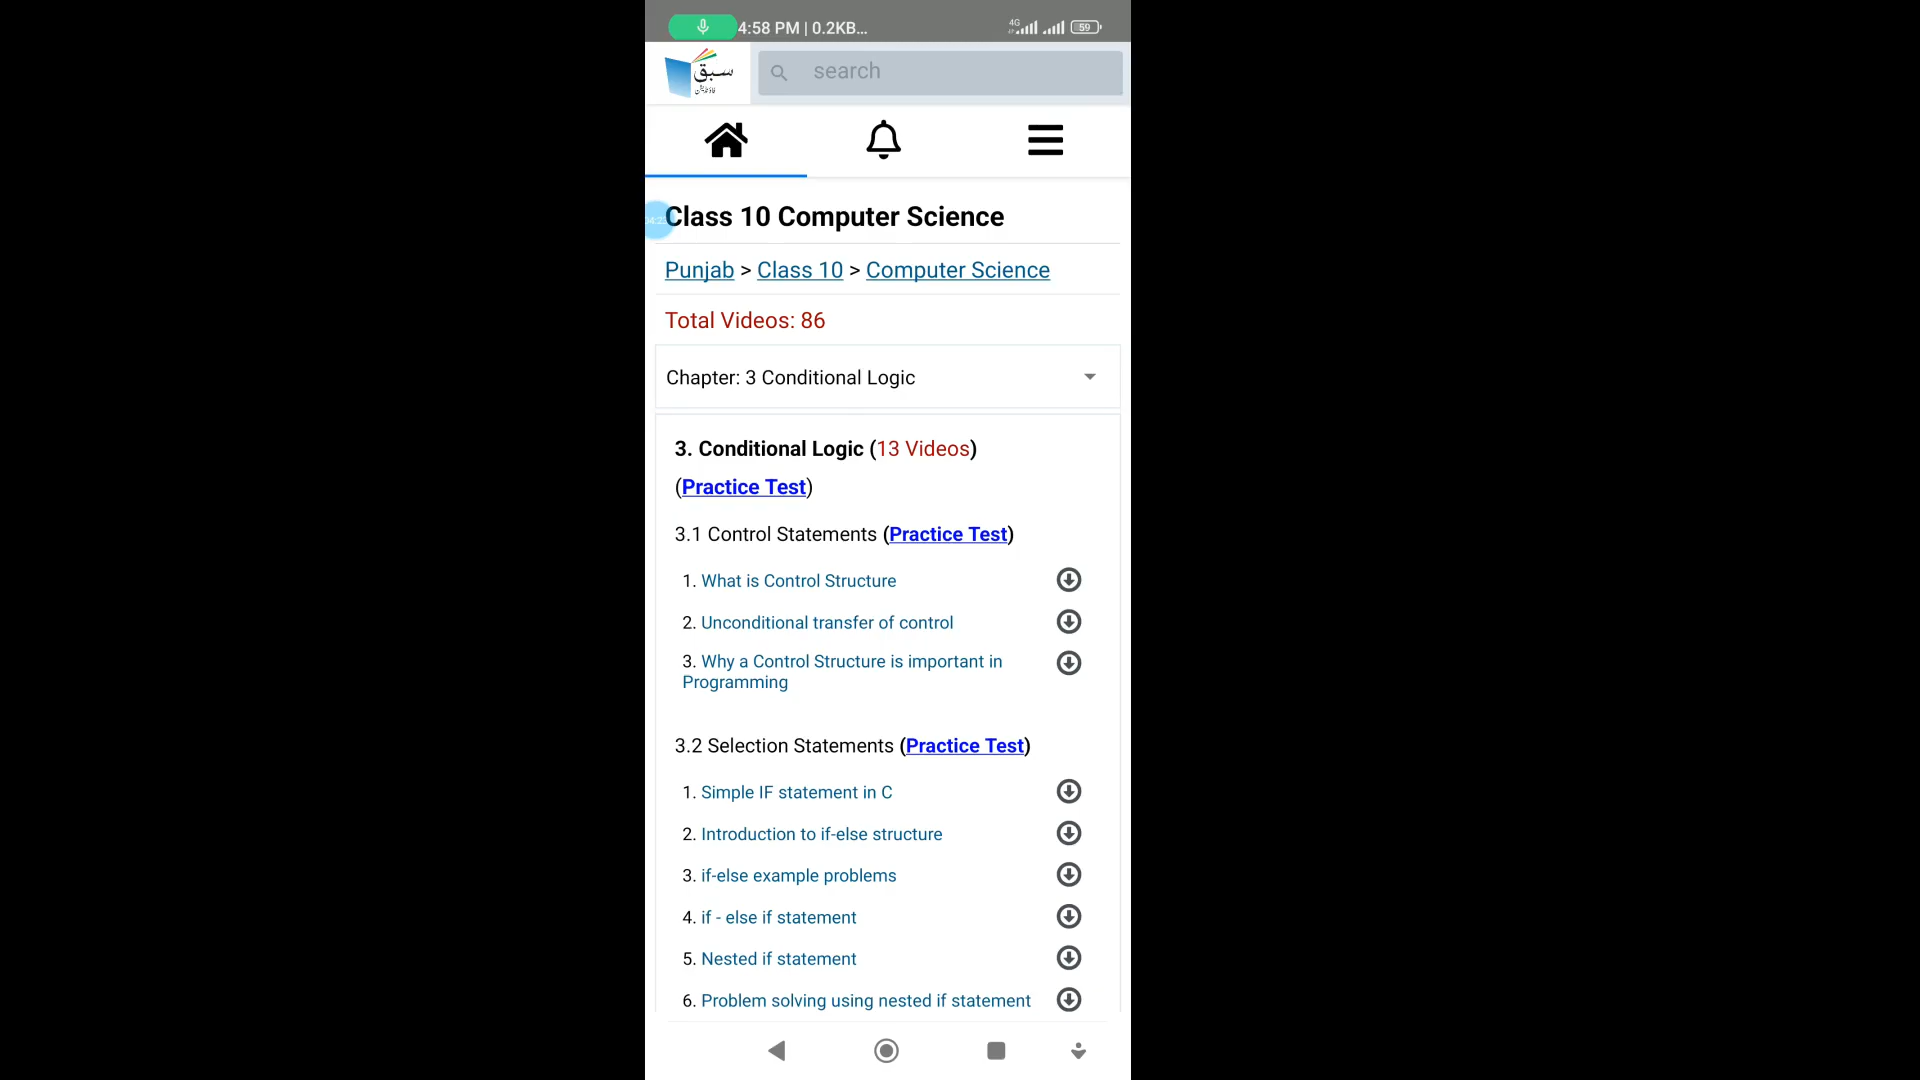 4:58 PM | 0.2KB...
4G
59
سبق
فاؤنڈیشن
search
Class 10 Computer Science
Punjab > Class 10 > Computer Science
Total Videos: 86
Chapter: 3 Conditional Logic
3. Conditional Logic (13 Videos)
(Practice Test)
3.1 Control Statements (Practice Test)
1. What is Control Structure
2. Unconditional transfer of control
3. Why a Control Structure is important in
Programming
3.2 Selection Statements (Practice Test)
1. Simple IF statement in C
2. Introduction to if-else structure
3. if-else example problems
4. if - else if statement
5. Nested if statement
6. Problem solving using nested if statement